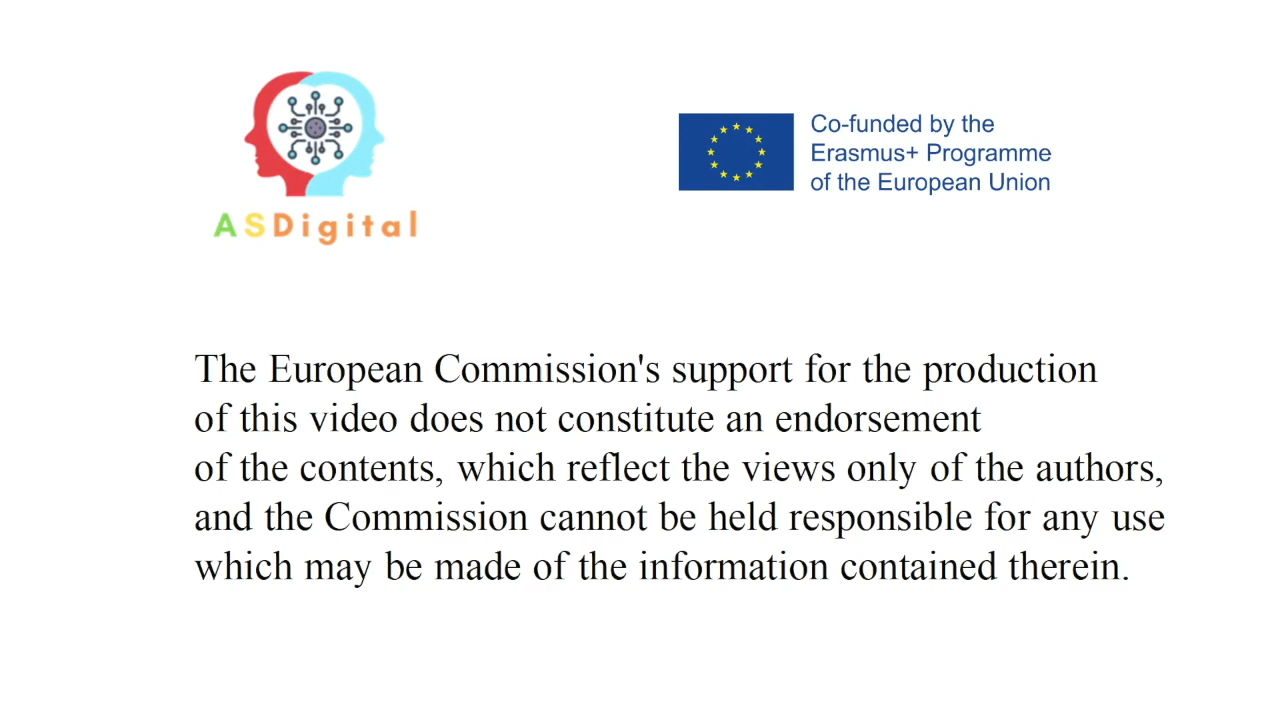 ASDigital
Co-funded by the
Erasmus+ Programme
of the European Union
The European Commission's support for the production
of this video does not constitute an endorsement
of the contents, which reflect the views only of the authors,
and the Commission cannot be held responsible for any use
which may be made of the information contained therein.